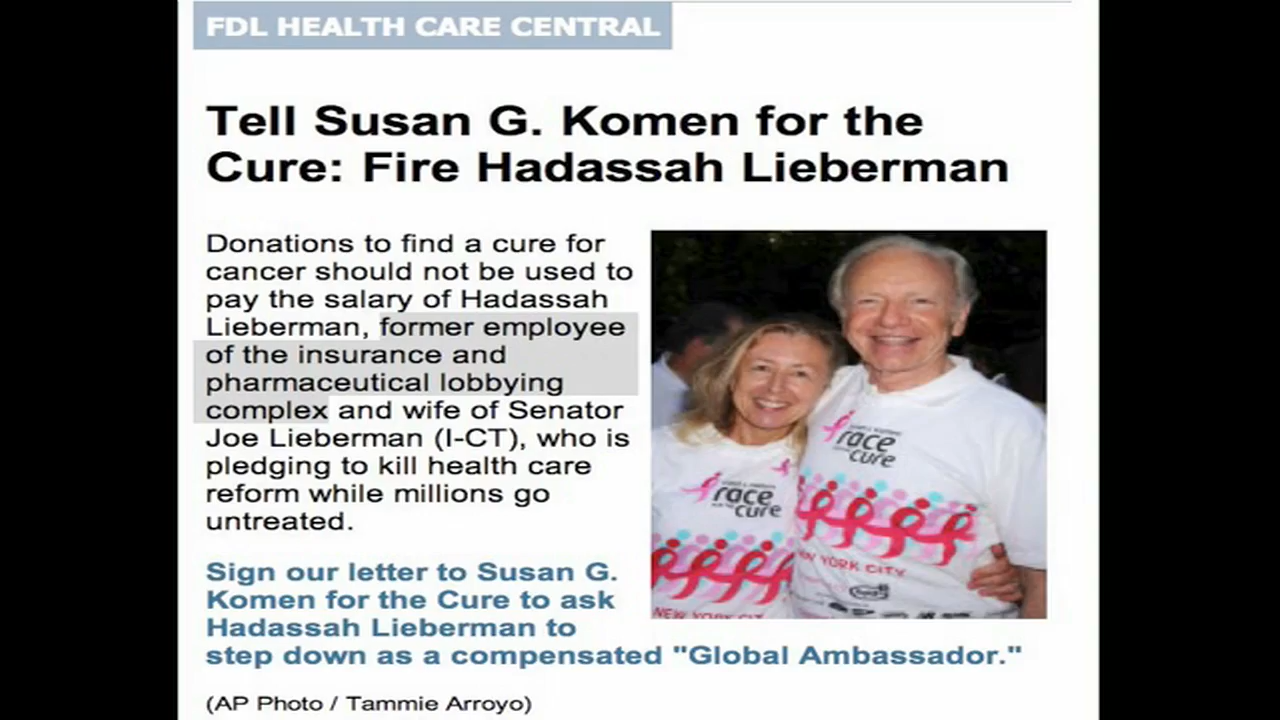 FDL HEALTH CARE CENTRAL
Tell Susan G. Komen for the
Cure: Fire Hadassah Lieberman
Donations to find a cure for
cancer should not be used to
pay the salary of Hadassah
Lieberman, former employee
of the insurance and
pharmaceutical lobbying
complex and wife of Senator
Joe Lieberman (I-CT), who is
pledging to kill health care
reform while millions go
untreated.
Sign our letter to Susan G.
Komen for the Cure to ask
Hadassah Lieberman to
step down as a compensated "Global Ambassador."
(AP Photo / Tammie Arroyo)
race
cure
NEW YORK CIT
race
cure
YORK CITY